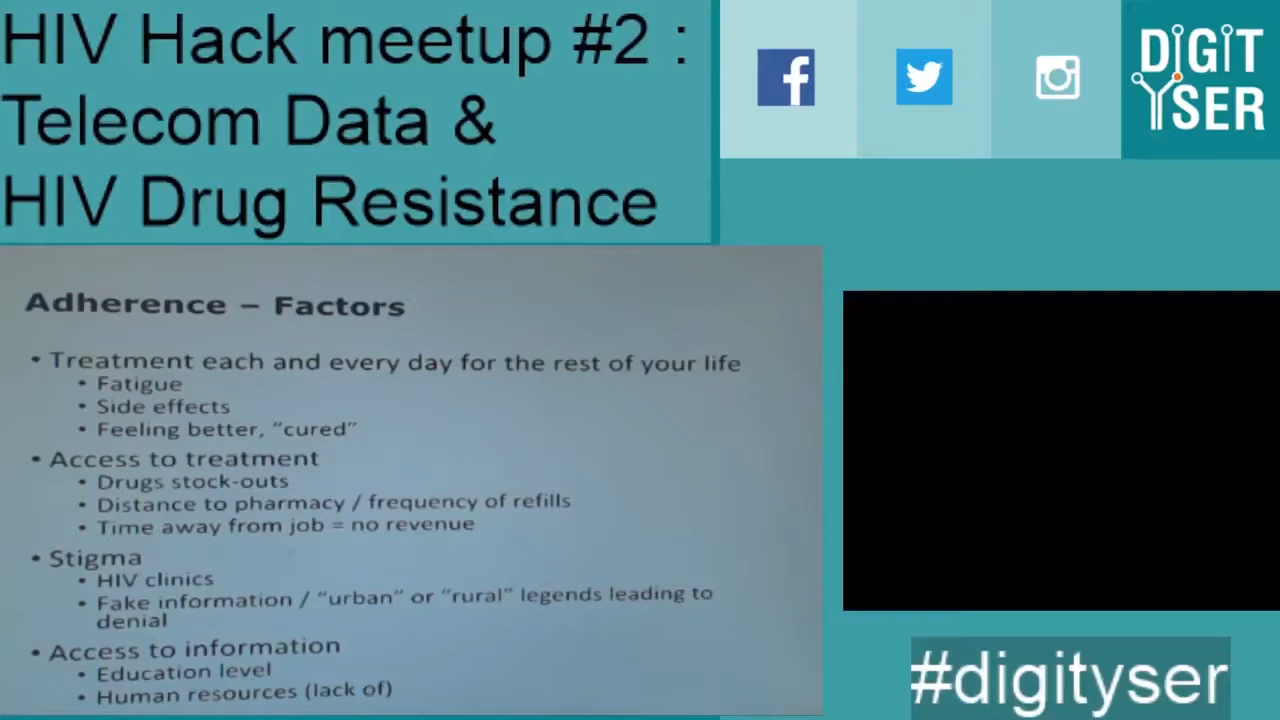 HIV Hack meetup #2 :
Telecom Data &
HIV Drug Resistance
DIGIT
YSER
Adherence – Factors
• Treatment each and every day for the rest of your life
• Fatigue
• Side effects
• Feeling better, “cured”
• Access to treatment
• Drugs stock-outs
• Distance to pharmacy / frequency of refills
• Time away from job = no revenue
• Stigma
• HIV clinics
• Fake information / “urban” or “rural” legends leading to
denial
• Access to information
• Education level
• Human resources (lack of)
#digityser